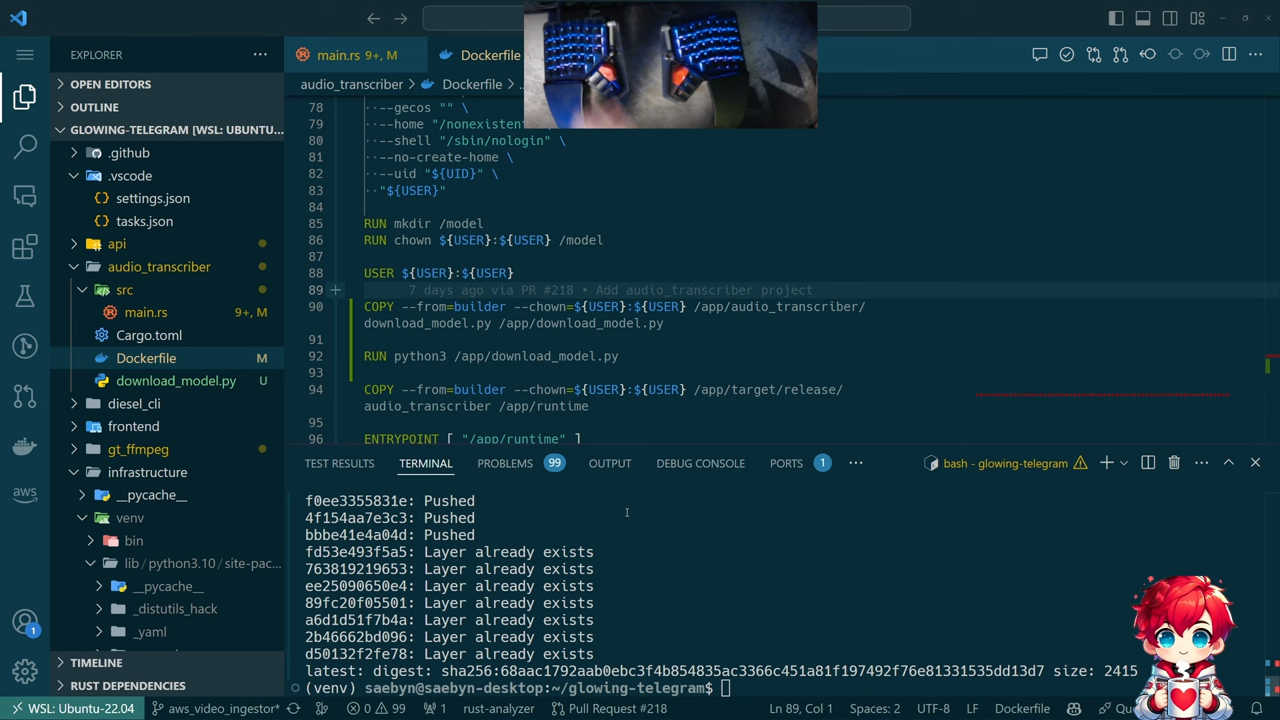 EXPLORER
OPEN EDITORS
OUTLINE
GLOWING-TELEGRAM [WSL: UBUNTU...
.github
.vscode
settings.json
tasks.json
api
audio_transcriber
src
main.rs 9+, M
Cargo.toml
Dockerfile M
download_model.py U
diesel_cli
frontend
gt_ffmpeg
infrastructure
__pycache__
venv
bin
lib/python3.10/site-pac...
__pycache__
_distutils_hack
_yaml
TIMELINE
RUST DEPENDENCIES
main.rs 9+, M
Dockerfile
audio_transcriber > Dockerfile >
78 --gecos "" \
79 --home "/nonexistent
80 --shell "/sbin/nologin" \
81 --no-create-home \
82 --uid "${UID}" \
83 "${USER}"
84
85 RUN mkdir /model
86 RUN chown ${USER}:${USER} /model
87
88 USER ${USER}:${USER}
89 7 days ago via PR #218 • Add audio_transcriber project
90 COPY --from=builder --chown=${USER}:${USER} /app/audio_transcriber/
download_model.py /app/download_model.py
91
92 RUN python3 /app/download_model.py
93
94 COPY --from=builder --chown=${USER}:${USER} /app/target/release/
audio_transcriber /app/runtime
95
96 ENTRYPOINT [ "/app/runtime" ]
TEST RESULTS TERMINAL PROBLEMS 99 OUTPUT DEBUG CONSOLE PORTS 1 bash - glowing-telegram
f0ee3355831e: Pushed
4f154aa7e3c3: Pushed
bbbe41e4a04d: Pushed
fd53e493f5a5: Layer already exists
763819219653: Layer already exists
ee25090650e4: Layer already exists
89fc20f05501: Layer already exists
a6d1d51f7b4a: Layer already exists
2b46662bd096: Layer already exists
d50132f2fe78: Layer already exists
latest: digest: sha256:68aac1792aab0ebc3f4b854835ac3366c451a81f197492f76e81331535dd13d7 size: 2415
(venv) saebyn@saebyn-desktop:~/glowing-telegram$
aws
1
WSL: Ubuntu-22.04 aws_video_ingestor* 0 99 1 rust-analyzer Pull Request #218 Ln 89, Col 1 Spaces: 2 UTF-8 LF Dockerfile